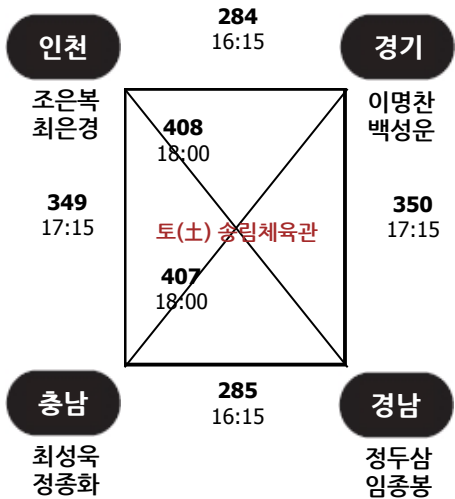 284
16:15
인천
경기
조은복
최은경
이명찬
백성운
408
18:00
349
17:15
350
17:15
토(土) 송림체육관
407
18:00
285
16:15
충남
경남
최성욱
정종화
정두삼
임종봉